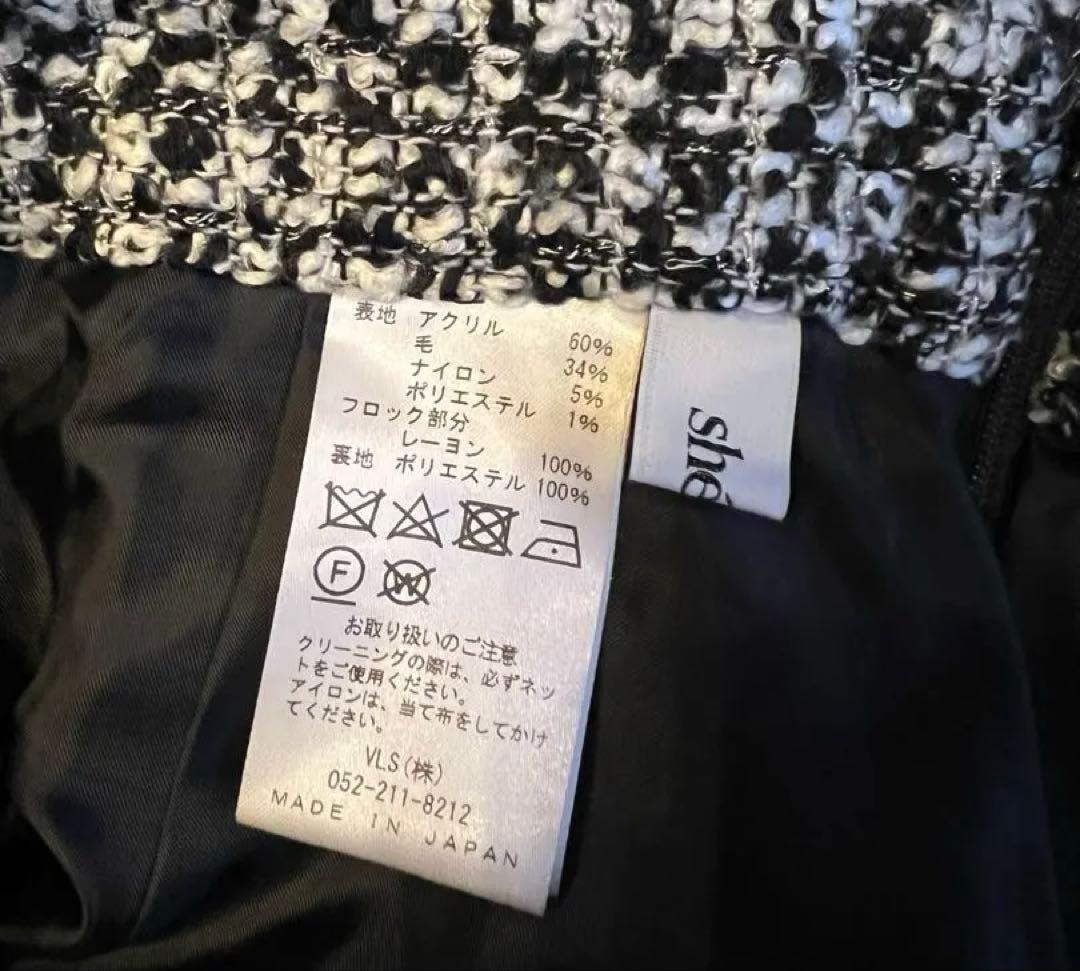 表地 アクリル 60%
毛 34%
ナイロン 5%
ポリエステル 1%
フロック部分
レーヨン 100%
裏地 ポリエステル 100%
F
W
お取り扱いのご注意
クリーニングの際は、必ずネッ
トをご使用ください。
アイロンは、当て布をしてかけ
てください。
VLS(株)
052-211-8212
MADE IN JAPAN
she